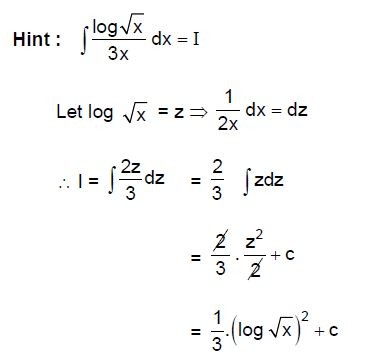 Hint : ∫ log√x / 3x dx = I
Let log √x = z ⇒ 1/2x dx = dz
∴ I = ∫ 2z/3 dz = 2/3 ∫ zdz
= 2/3 . z²/2 + c
= 1/3 . (log √x)² + c